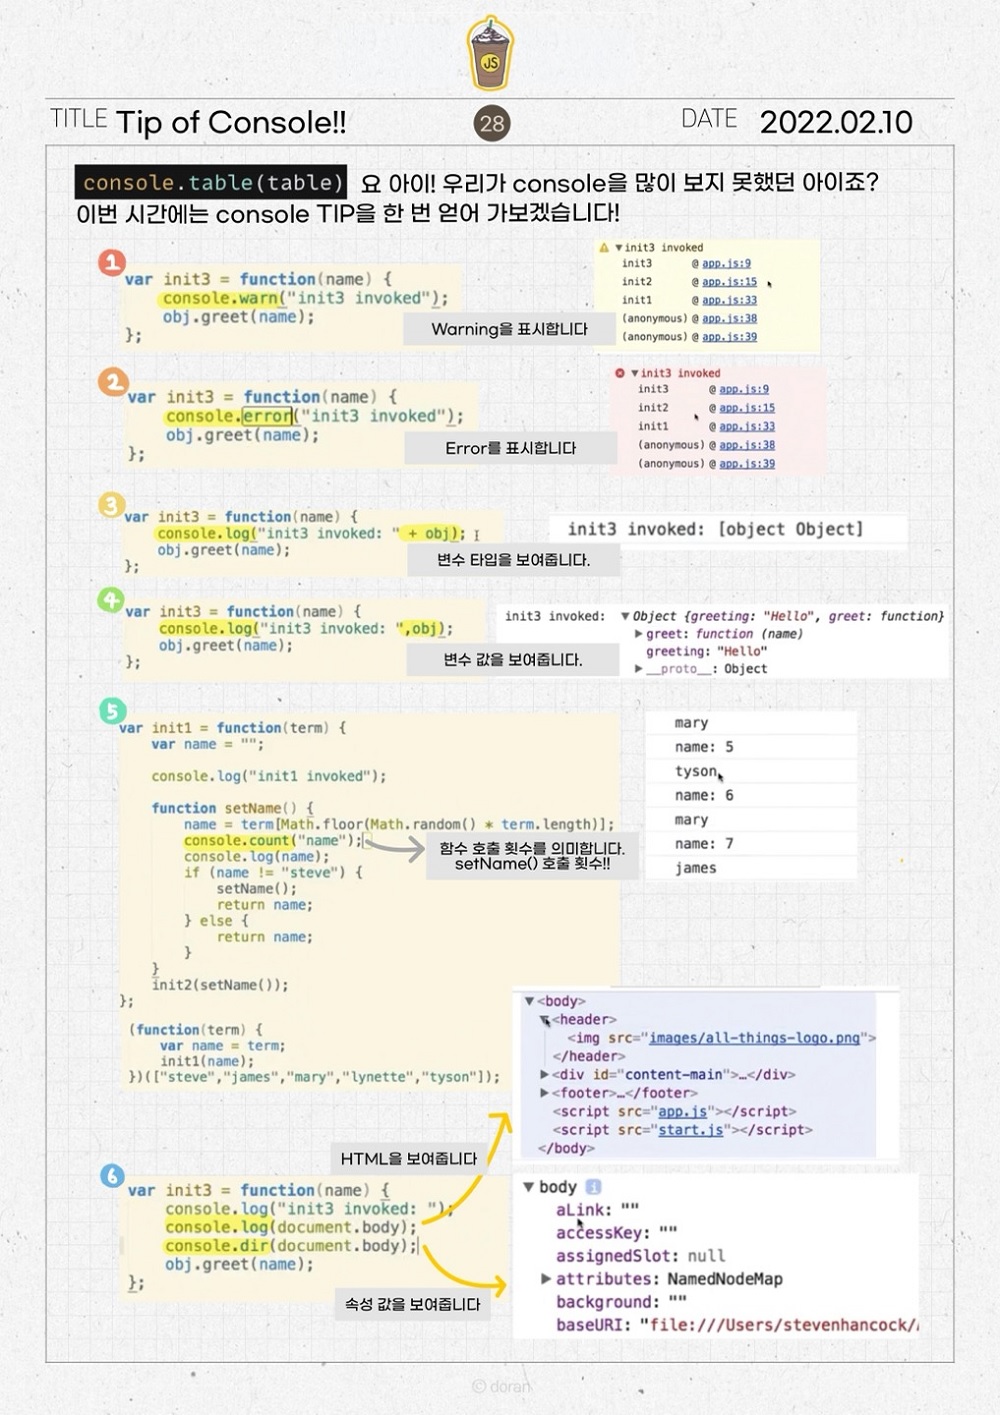 JS
TITLE Tip of Console!! 28 DATE 2022.02.10
console.table(table) 요 아이! 우리가 console을 많이 보지 못했던 아이죠?
이번 시간에는 console TIP을 한 번 얻어 가보겠습니다!
1
var init3 = function(name) {
console.warn("init3 invoked");
obj.greet(name);
};
Warning을 표시합니다
▼init3 invoked
init3 @ app.js:9
init2 @ app.js:15
init1 @ app.js:33
(anonymous) @ app.js:38
(anonymous) @ app.js:39
2
var init3 = function(name) {
console.error("init3 invoked");
obj.greet(name);
};
Error를 표시합니다
▼init3 invoked
init3 @ app.js:9
init2 @ app.js:15
init1 @ app.js:33
(anonymous) @ app.js:38
(anonymous) @ app.js:39
3
var init3 = function(name) {
console.log("init3 invoked: " + obj);
obj.greet(name);
};
변수 타입을 보여줍니다.
init3 invoked: [object Object]
4
var init3 = function(name) {
console.log("init3 invoked: ",obj);
obj.greet(name);
};
변수 값을 보여줍니다.
init3 invoked: ▼Object {greeting: "Hello", greet: function}
▶greet: function (name)
greeting: "Hello"
▶__proto__: Object
5
var init1 = function(term) {
var name = "";
console.log("init1 invoked");
function setName() {
name = term[Math.floor(Math.random() * term.length)];
console.count("name");
console.log(name);
if (name != "steve") {
setName();
return name;
} else {
return name;
}
}
init2(setName());
};
(function(term) {
var name = term;
init1(name);
})(["steve","james","mary","lynette","tyson"]);
함수 호출 횟수를 의미합니다.
setName() 호출 횟수!!
mary
name: 5
tyson
name: 6
mary
name: 7
james
6
var init3 = function(name) {
console.log("init3 invoked: ");
console.log(document.body);
console.dir(document.body);
obj.greet(name);
};
HTML을 보여줍니다
▼<body>
▼<header>
<img src="images/all-things-logo.png">
</header>
▶<div id="content-main">…</div>
▶<footer>…</footer>
<script src="app.js"></script>
<script src="start.js"></script>
</body>
속성 값을 보여줍니다
▼ body i
aLink: ""
accessKey: ""
assignedSlot: null
▶ attributes: NamedNodeMap
background: ""
baseURI: "file:///Users/stevenhancock/
© doran